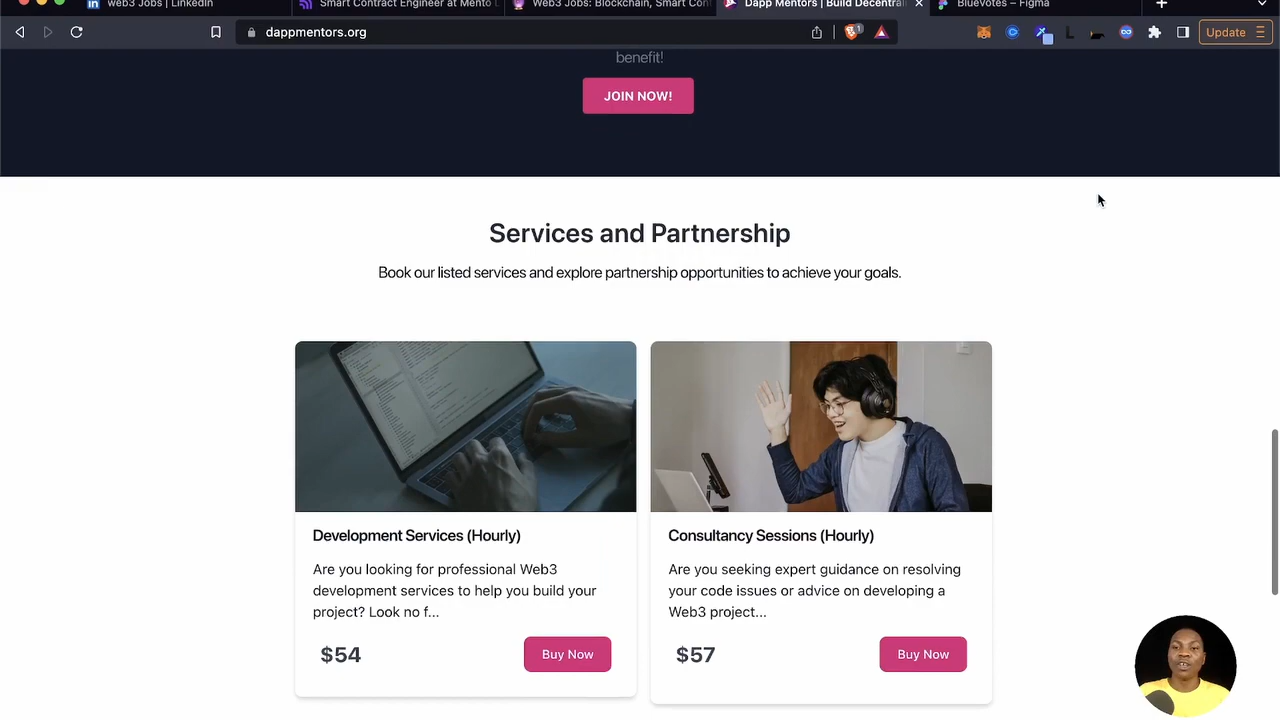 web3 Jobs | LinkedIn
Smart Contract Engineer at Mento
Web3 Jobs: Blockchain, Smart Con
Dapp Mentors | Build Decentrali
BlueVotes – Figma
dappmentors.org
1
Update
benefit!
JOIN NOW!
Services and Partnership
Book our listed services and explore partnership opportunities to achieve your goals.
Development Services (Hourly)
Are you looking for professional Web3
development services to help you build your
project? Look no f...
$54
Buy Now
Consultancy Sessions (Hourly)
Are you seeking expert guidance on resolving
your code issues or advice on developing a
Web3 project...
$57
Buy Now